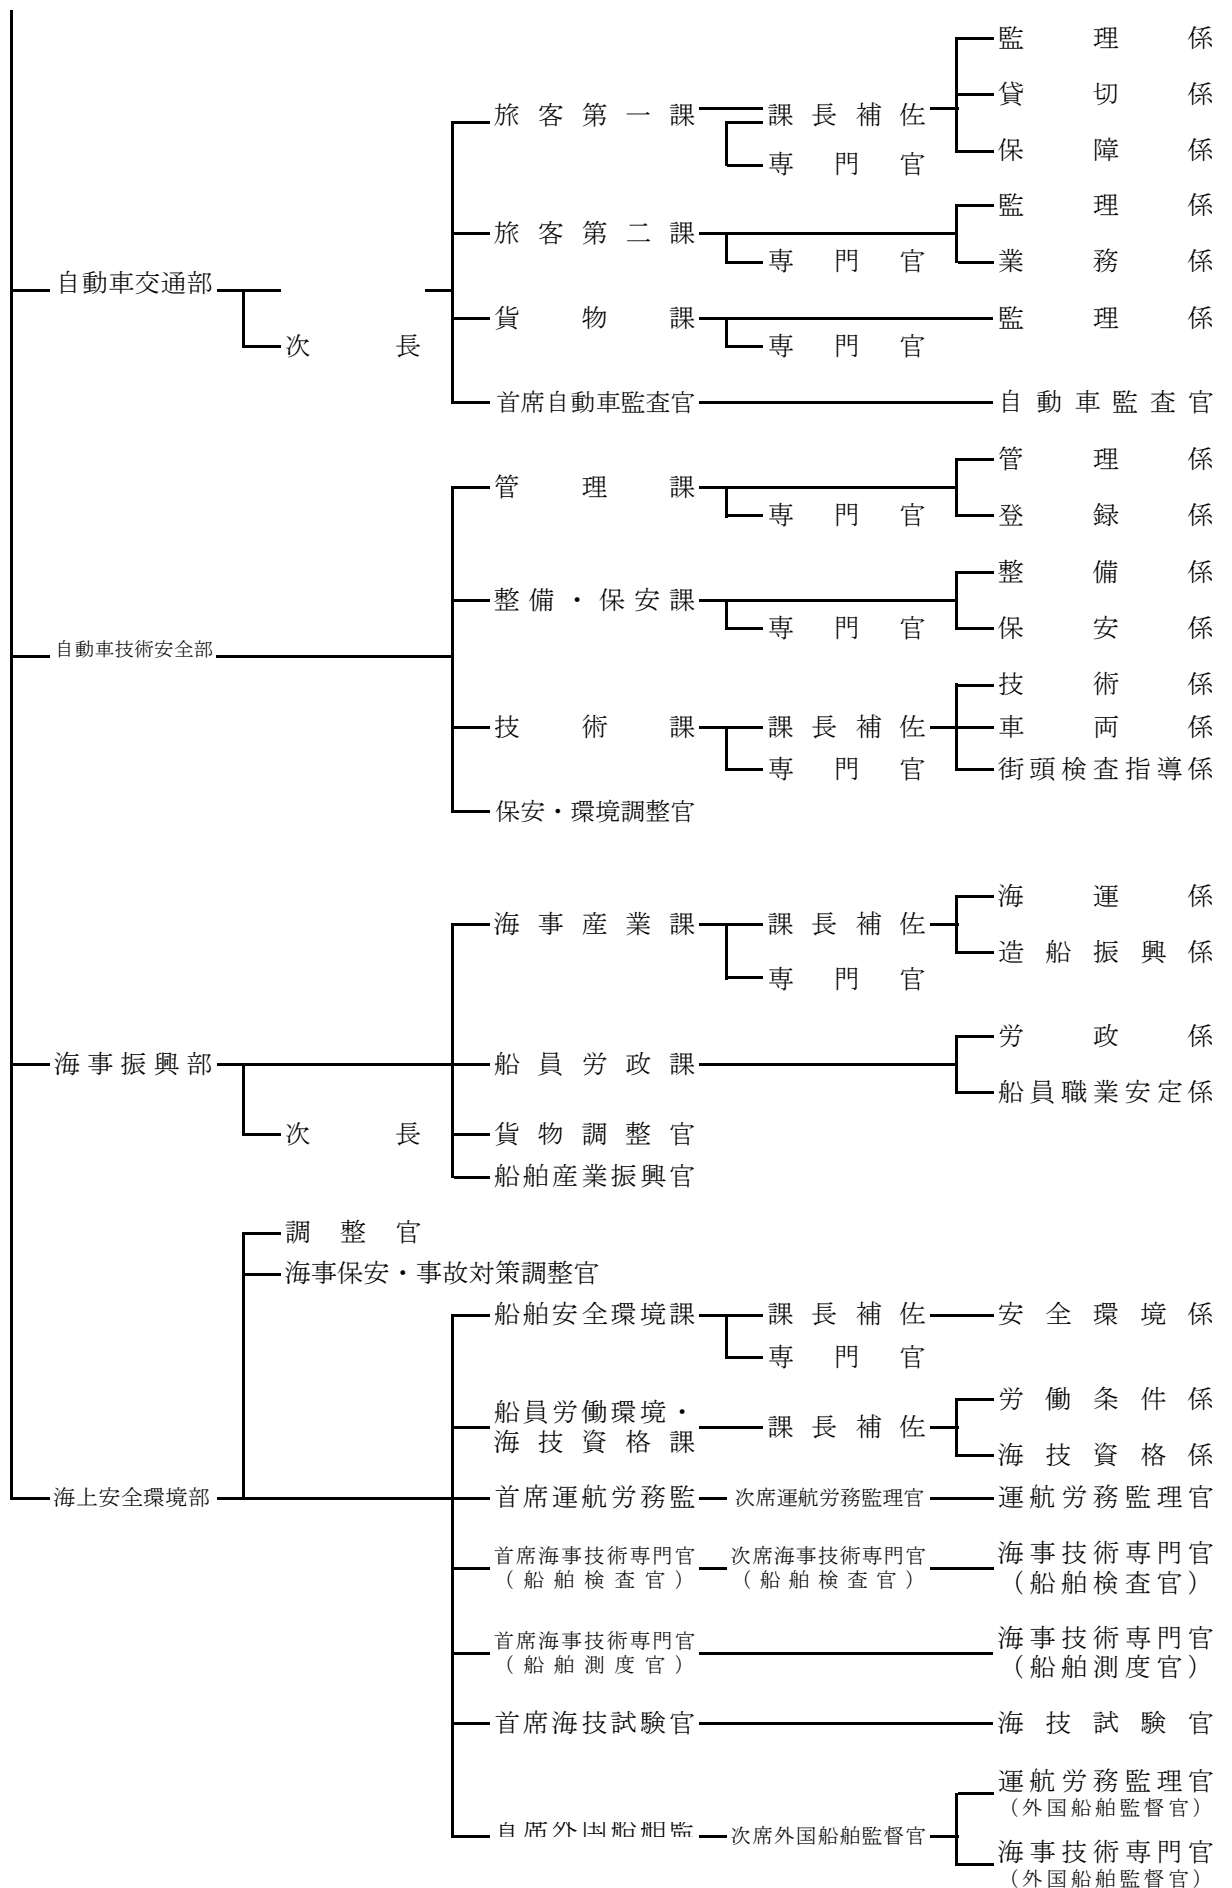 監理係
貸切係
旅客第一課 課長補佐
保障係
専門官
監理係
旅客第二課
専門官 業務係
自動車交通部
貨物課 監理係
次長 専門官
首席自動車監査官 自動車監査官
管理係
管理課
専門官 登録係
整備係
整備・保安課
専門官 保安係
自動車技術安全部
技術係
技術課 課長補佐 車両係
専門官 街頭検査指導係
保安・環境調整官
海運係
海事産業課 課長補佐
造船振興係
専門官
労政係
海事振興部 船員労政課
船員職業安定係
次長 貨物調整官
船舶産業振興官
調整官
海事保安・事故対策調整官
船舶安全環境課 課長補佐 安全環境係
専門官
労働条件係
船員労働環境・
海技資格課 課長補佐
海技資格係
海上安全環境部 首席運航労務監 次席運航労務監理官 運航労務監理官
首席海事技術専門官 次席海事技術専門官 海事技術専門官
(船舶検査官) (船舶検査官) (船舶検査官)
首席海事技術専門官 海事技術専門官
(船舶測度官) (船舶測度官)
首席海技試験官 海技試験官
運航労務監理官
(外国船舶監督官)
席外国船舶監 次席外国船舶監督官
海事技術専門官
(外国船舶監督官)